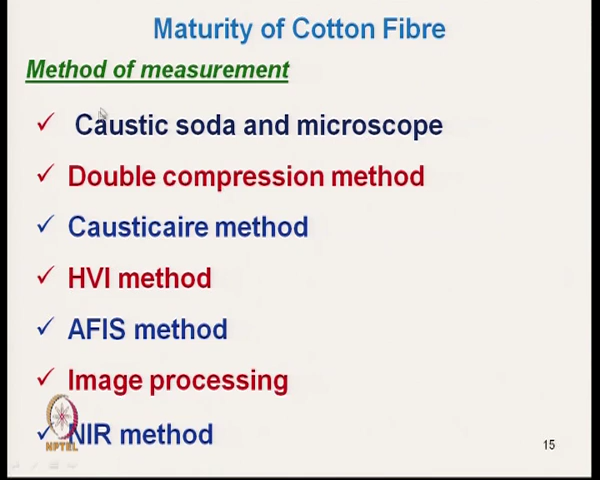 Maturity of Cotton Fibre
Method of measurement
✓ Caustic soda and microscope
✓ Double compression method
✓ Causticaire method
✓ HVI method
✓ AFIS method
✓ Image processing
✓ NIR method
NPTEL
15